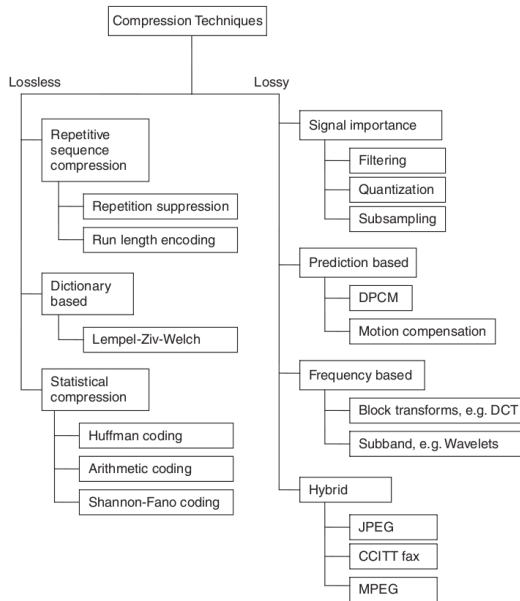 Compression Techniques
Lossless
Lossy
Repetitive
sequence
compression
Repetition suppression
Run length encoding
Dictionary
based
Lempel-Ziv-Welch
Statistical
compression
Huffman coding
Arithmetic coding
Shannon-Fano coding
Signal importance
Filtering
Quantization
Subsampling
Prediction based
DPCM
Motion compensation
Frequency based
Block transforms, e.g. DCT
Subband, e.g. Wavelets
Hybrid
JPEG
CCITT fax
MPEG